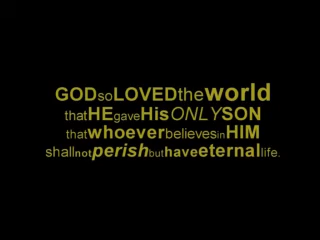 GODsoLOVEDtheworld
thatHEgaveHisONLYSON
thatwhoeverbelievesinHIM
shallnotperishbuthaveeternallife.